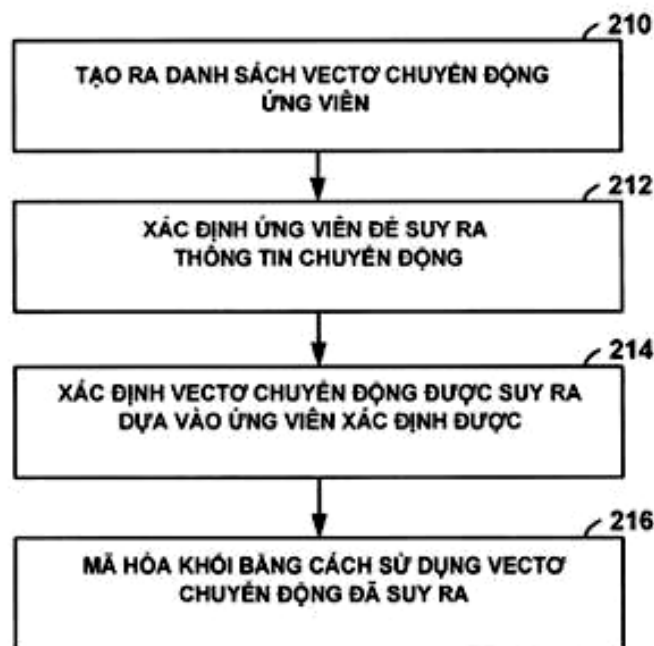 210
TẠO RA DANH SÁCH VECTƠ CHUYỂN ĐỘNG
ỨNG VIÊN
212
XÁC ĐỊNH ỨNG VIÊN ĐỂ SUY RA
THÔNG TIN CHUYỂN ĐỘNG
214
XÁC ĐỊNH VECTƠ CHUYỂN ĐỘNG ĐƯỢC SUY RA
DỰA VÀO ỨNG VIÊN XÁC ĐỊNH ĐƯỢC
216
MÃ HÓA KHỐI BẰNG CÁCH SỬ DỤNG VECTƠ
CHUYỂN ĐỘNG ĐÃ SUY RA